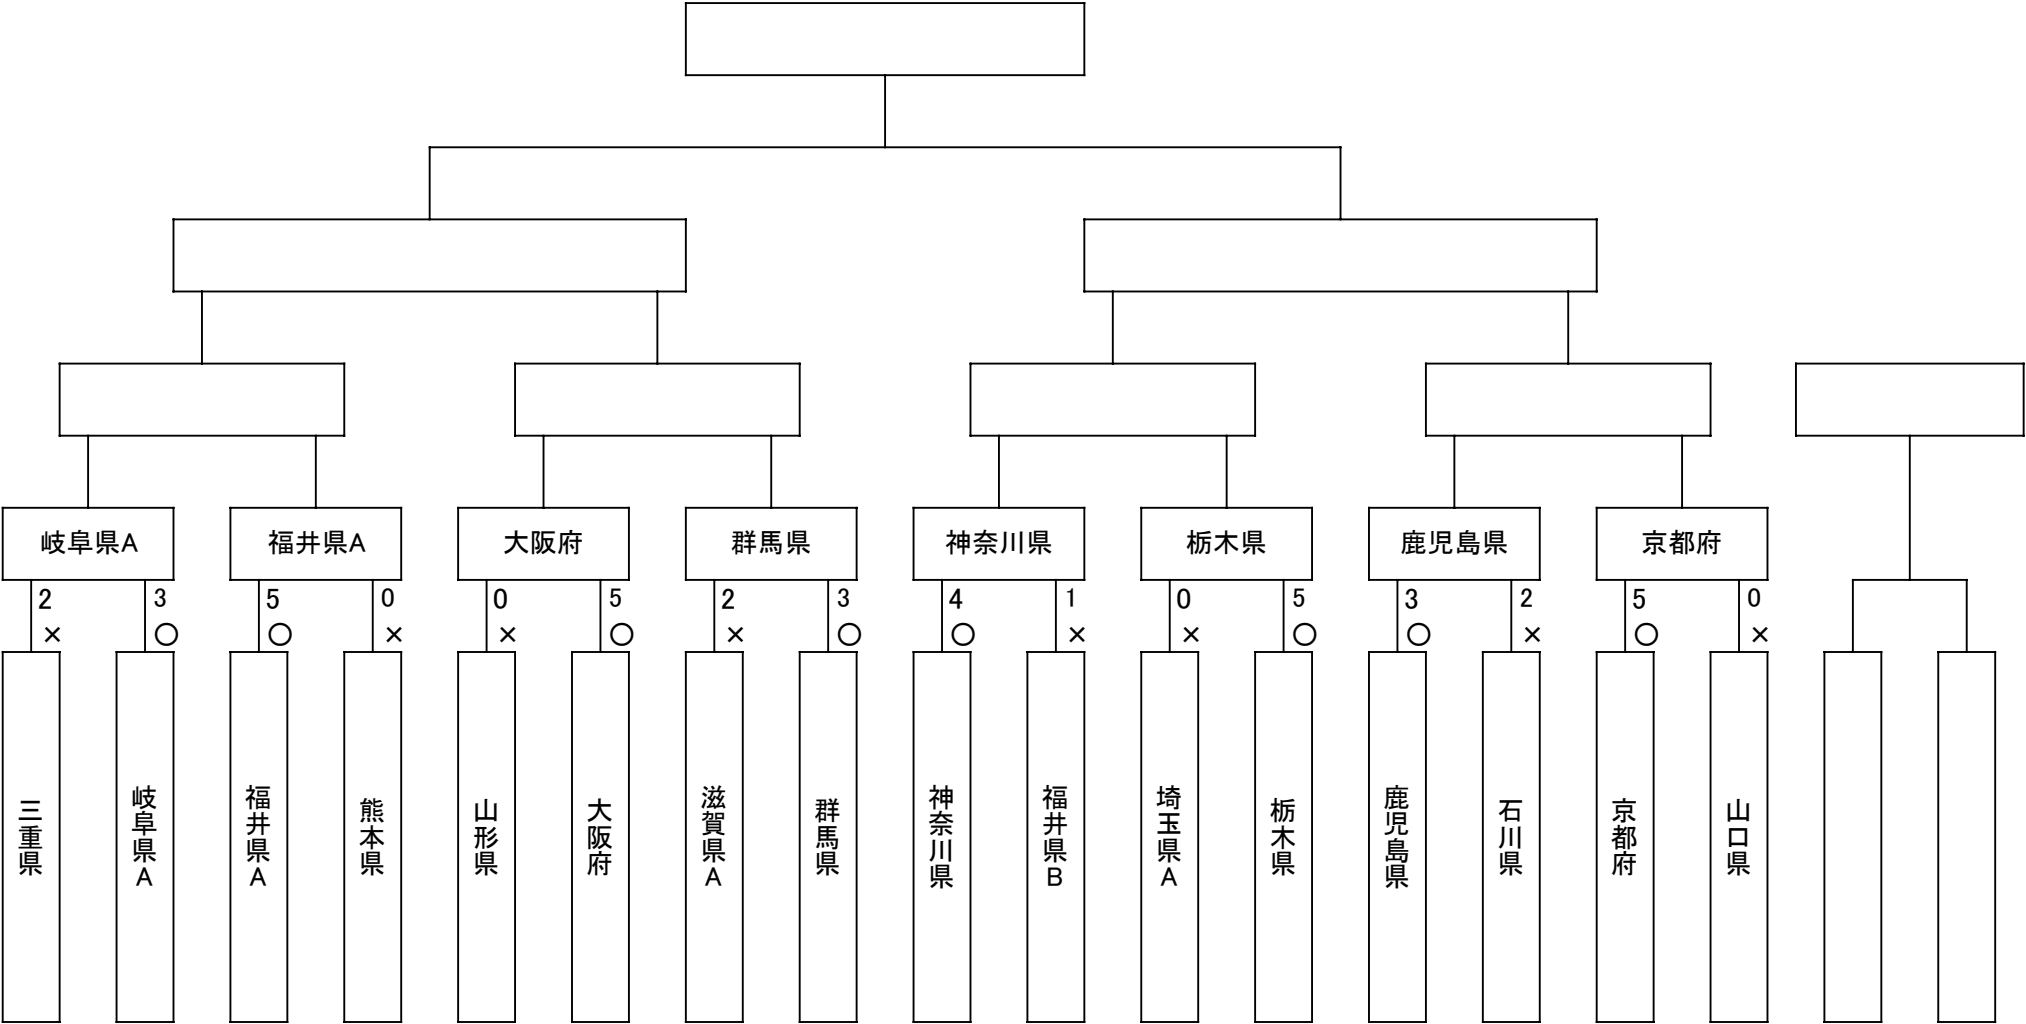 岐阜県A 福井県A 大阪府 群馬県 神奈川県 栃木県 鹿児島県 京都府
2 3 5 0 0 5 2 3 4 1 0 5 3 2 5 0
× ○ ○ × × ○ × ○ ○ × × ○ ○ × ○ ×
三重県
岐阜県A
福井県A
熊本県
山形県
大阪府
滋賀県A
群馬県
神奈川県
福井県B
埼玉県A
栃木県
鹿児島県
石川県
京都府
山口県